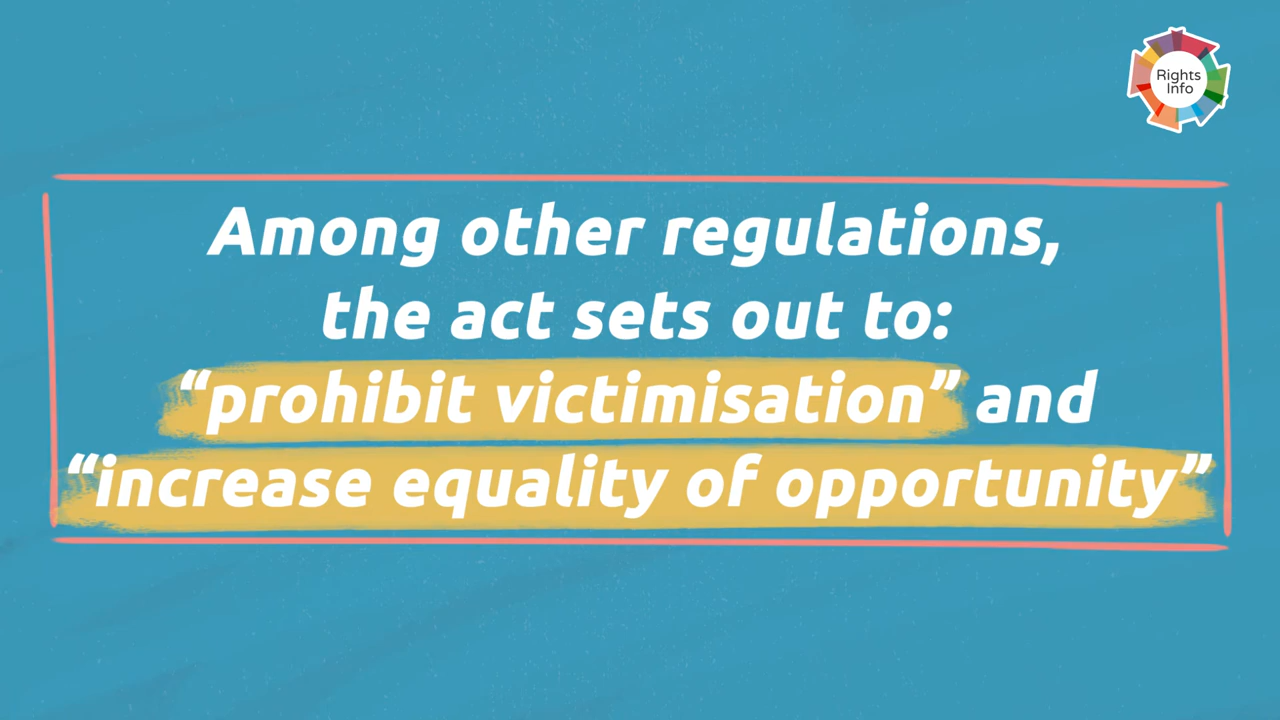 Rights
Info
Among other regulations,
the act sets out to:
“prohibit victimisation” and
“increase equality of opportunity”